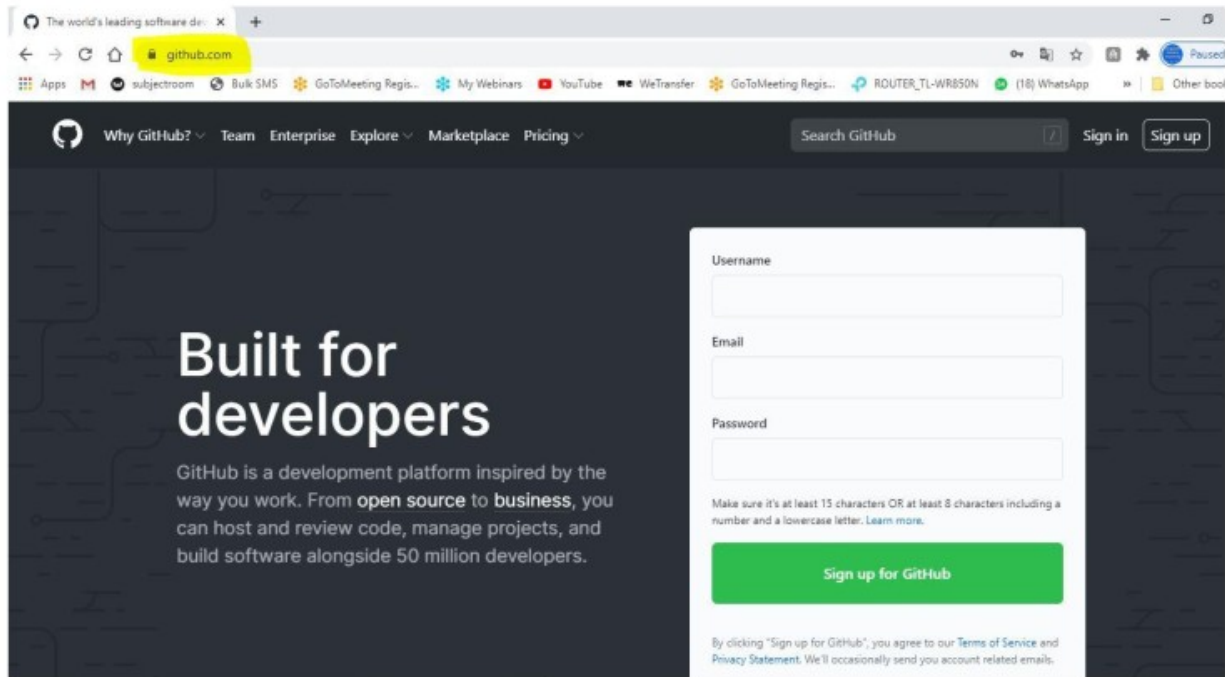 The world's leading software de
github.com
Paused
Apps
subjectroom
Bulk SMS
GoToMeeting Regis...
My Webinars
YouTube
we WeTransfer
GoToMeeting Regis...
ROUTER_TL-WR850N
(18) WhatsApp
»
Other boo
Why GitHub?
Team
Enterprise
Explore
Marketplace
Pricing
Search GitHub
/
Sign in
Sign up
Built for
developers
GitHub is a development platform inspired by the
way you work. From open source to business, you
can host and review code, manage projects, and
build software alongside 50 million developers.
Username
Email
Password
Make sure it's at least 15 characters OR at least 8 characters including a
number and a lowercase letter. Learn more.
Sign up for GitHub
By clicking "Sign up for GitHub", you agree to our Terms of Service and
Privacy Statement. We'll occasionally send you account related emails.